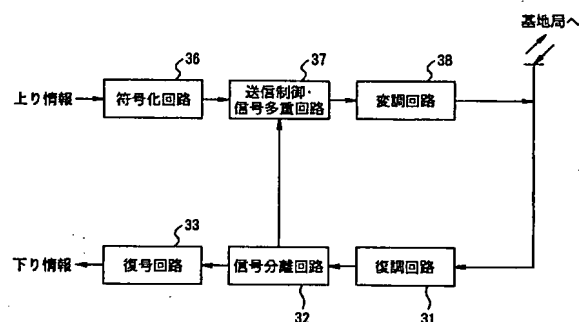 基地局へ
36
37
38
上り情報
符号化回路
送信制御・
信号多重回路
変調回路
33
下り情報
復号回路
信号分離回路
復調回路
32
31